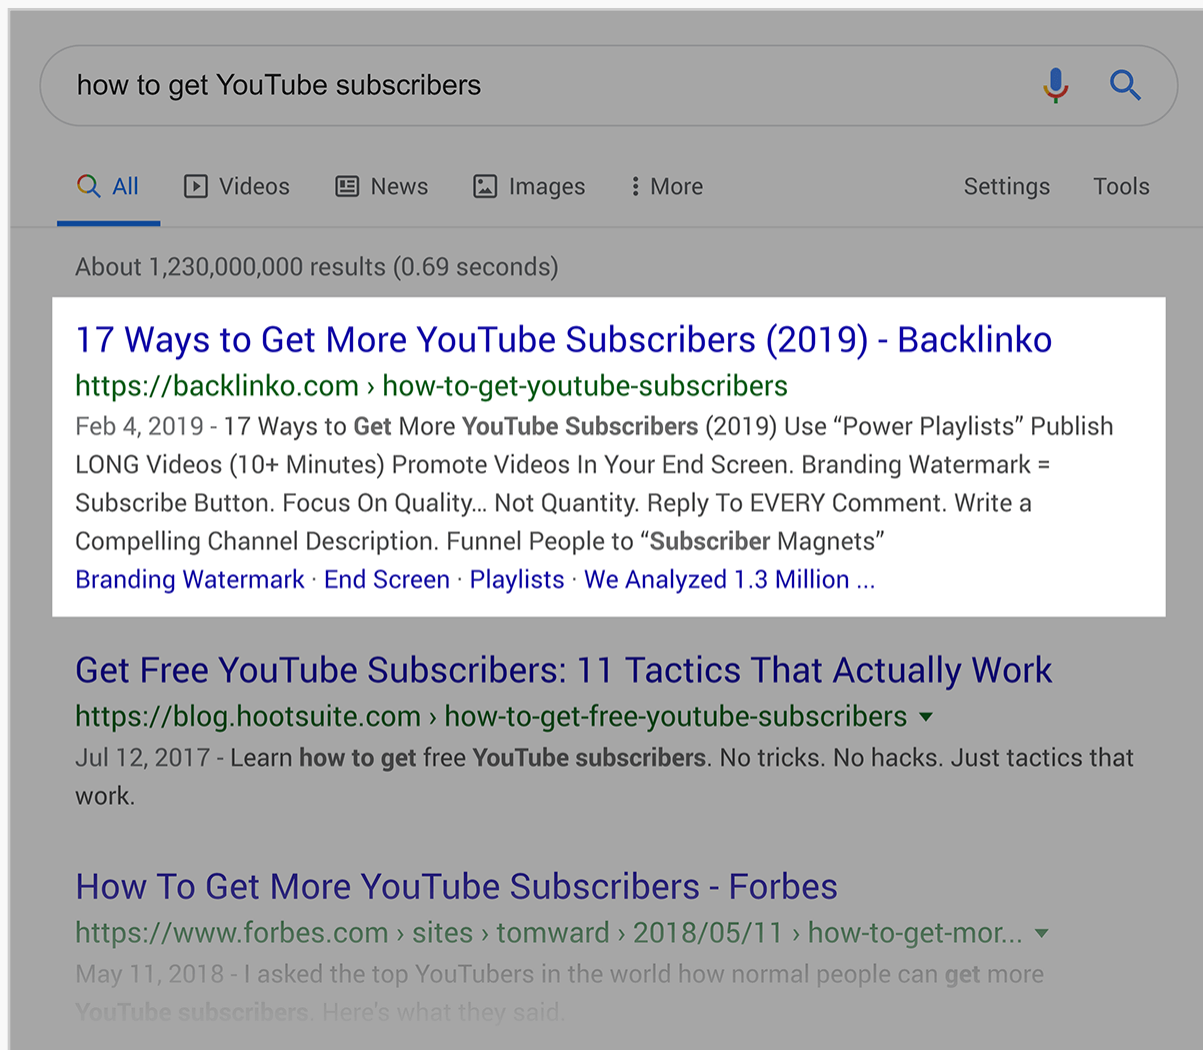 how to get YouTube subscribers
All Videos News Images More Settings Tools
About 1,230,000,000 results (0.69 seconds)
17 Ways to Get More YouTube Subscribers (2019) - Backlinko
https://backlinko.com › how-to-get-youtube-subscribers
Feb 4, 2019 - 17 Ways to Get More YouTube Subscribers (2019) Use “Power Playlists” Publish
LONG Videos (10+ Minutes) Promote Videos In Your End Screen. Branding Watermark =
Subscribe Button. Focus On Quality... Not Quantity. Reply To EVERY Comment. Write a
Compelling Channel Description. Funnel People to “Subscriber Magnets”
Branding Watermark · End Screen · Playlists · We Analyzed 1.3 Million ...
Get Free YouTube Subscribers: 11 Tactics That Actually Work
https://blog.hootsuite.com › how-to-get-free-youtube-subscribers
Jul 12, 2017 - Learn how to get free YouTube subscribers. No tricks. No hacks. Just tactics that
work.
How To Get More YouTube Subscribers - Forbes
https://www.forbes.com › sites › tomward › 2018/05/11 › how-to-get-mor...
May 11, 2018 - I asked the top YouTubers in the world how normal people can get more
YouTube subscribers. Here's what they said.